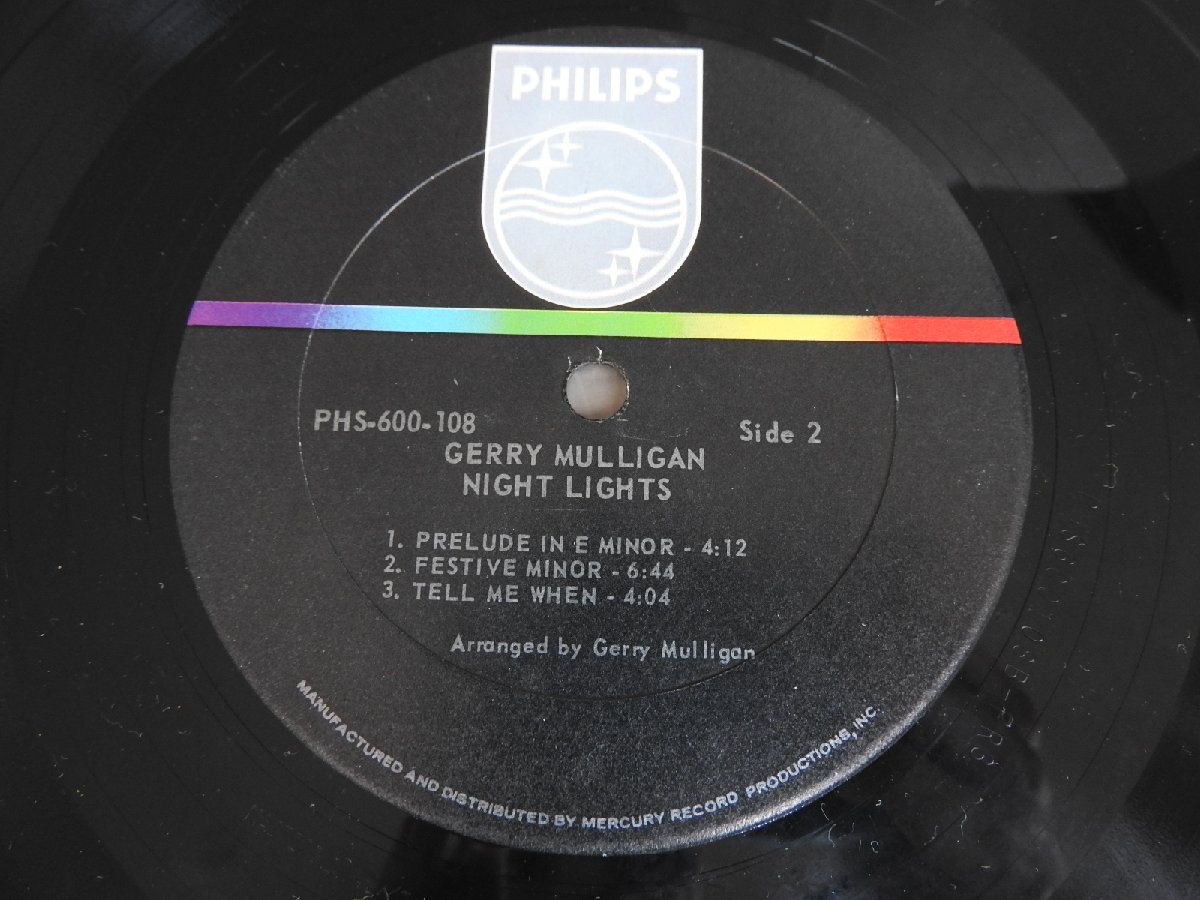 PHILIPS
PHS-600-108
Side 2
GERRY MULLIGAN
NIGHT LIGHTS
1. PRELUDE IN E MINOR - 4:12
2. FESTIVE MINOR - 6:44
3. TELL ME WHEN - 4:04
Arranged by Gerry Mulligan
MANUFACTURED AND DISTRIBUTED BY MERCURY RECORD PRODUCTIONS, INC.